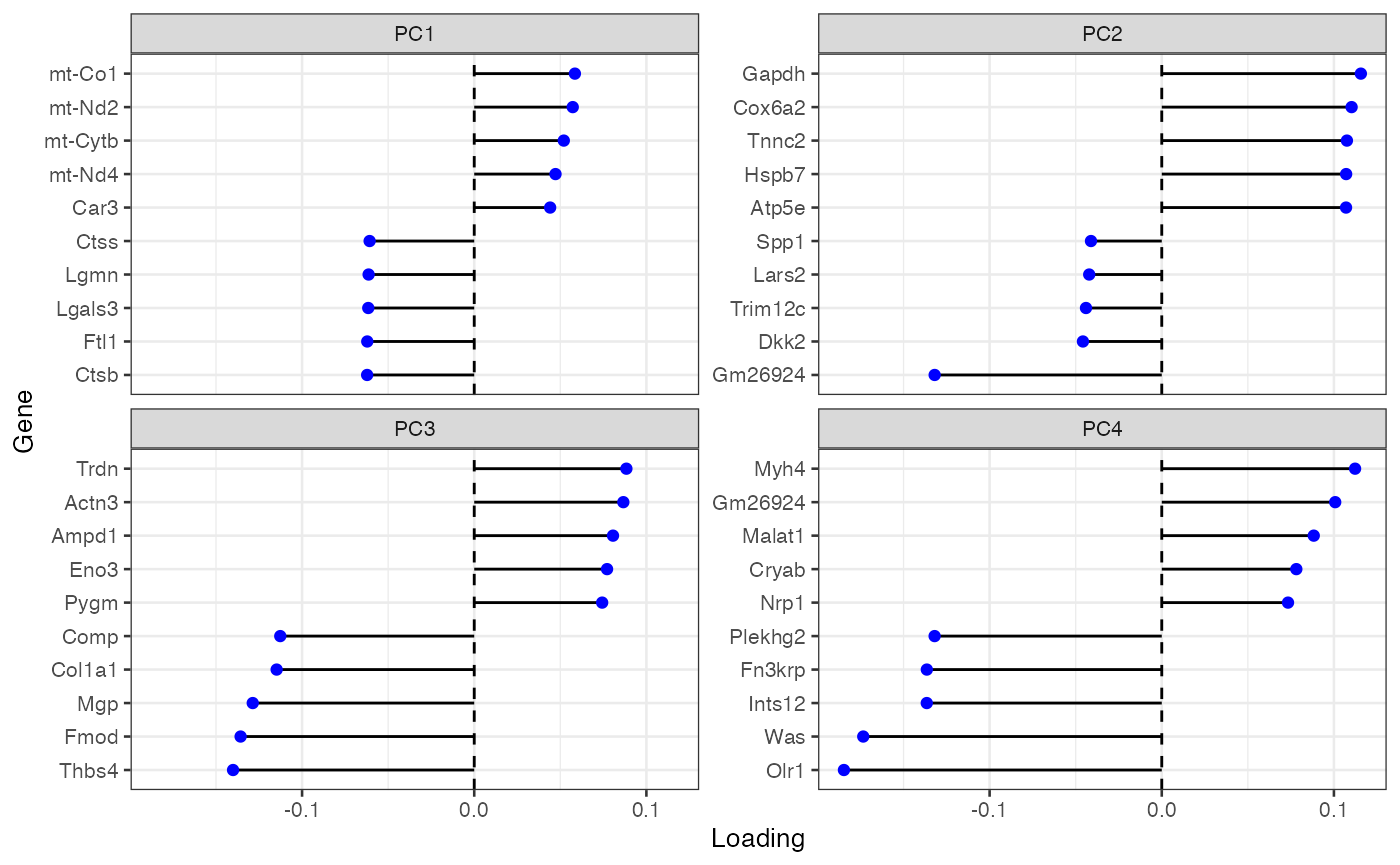 PC1
mt-Co1
mt-Nd2
mt-Cytb
mt-Nd4
Car3
Ctss
Lgmn
Lgals3
Ftl1
Ctsb
PC2
Gapdh
Cox6a2
Tnnc2
Hspb7
Atp5e
Spp1
Lars2
Trim12c
Dkk2
Gm26924
Gene
PC3
Trdn
Actn3
Ampd1
Eno3
Pygm
Comp
Col1a1
Mgp
Fmod
Thbs4
-0.1 0.0 0.1
PC4
Myh4
Gm26924
Malat1
Cryab
Nrp1
Plekhg2
Fn3krp
Ints12
Was
Olr1
-0.1 0.0 0.1
Loading